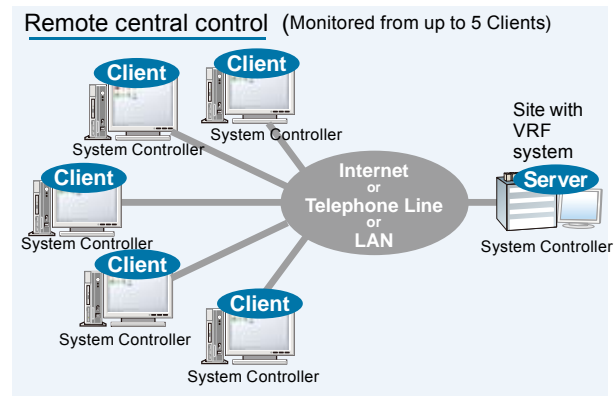 Remote central control (Monitored from up to 5 Clients)
Client
System Controller
Client
System Controller
Client
System Controller
Client
System Controller
Client
System Controller
Internet
or
Telephone Line
or
LAN
Site with
VRF
system
Server
System Controller